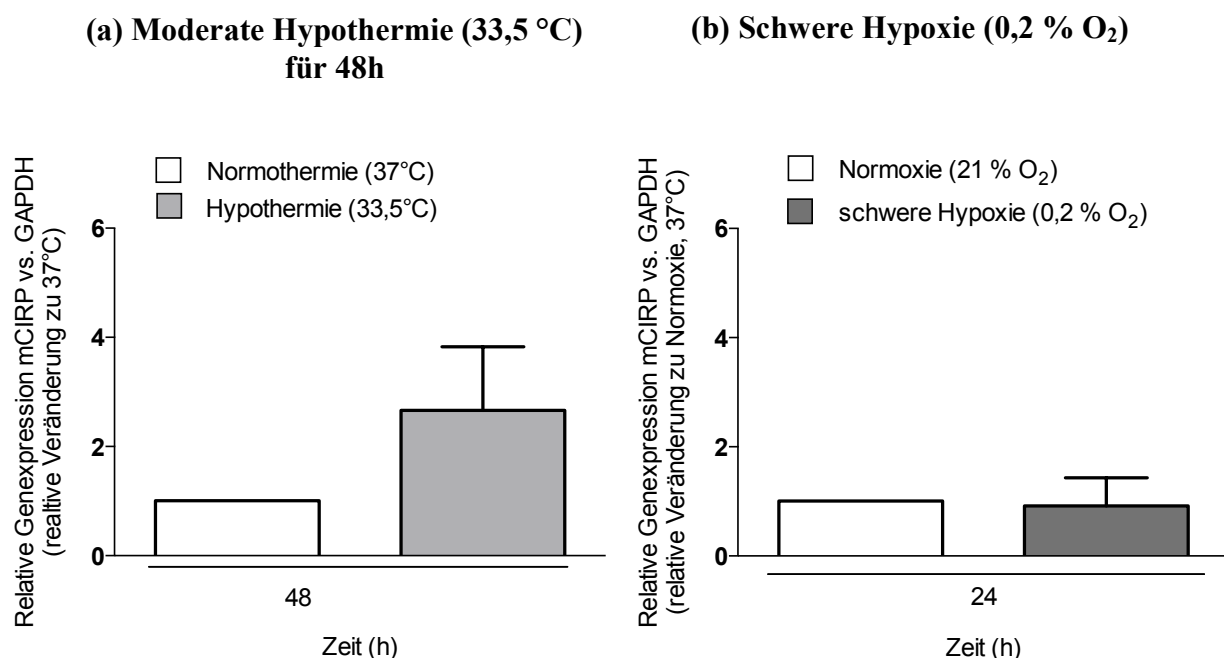 (a) Moderate Hypothermie (33,5 °C)
für 48h
Relative Genexpression mCIRP vs. GAPDH
(realtive Veränderung zu 37°C)
Normothermie (37°C)
Hypothermie (33,5°C)
6
4
2
0
48
Zeit (h)
(b) Schwere Hypoxie (0,2 % O₂)
Relative Genexpression mCIRP vs. GAPDH
(relative Veränderung zu Normoxie, 37°C)
Normoxie (21 % O₂)
schwere Hypoxie (0,2 % O₂)
6
4
2
0
24
Zeit (h)